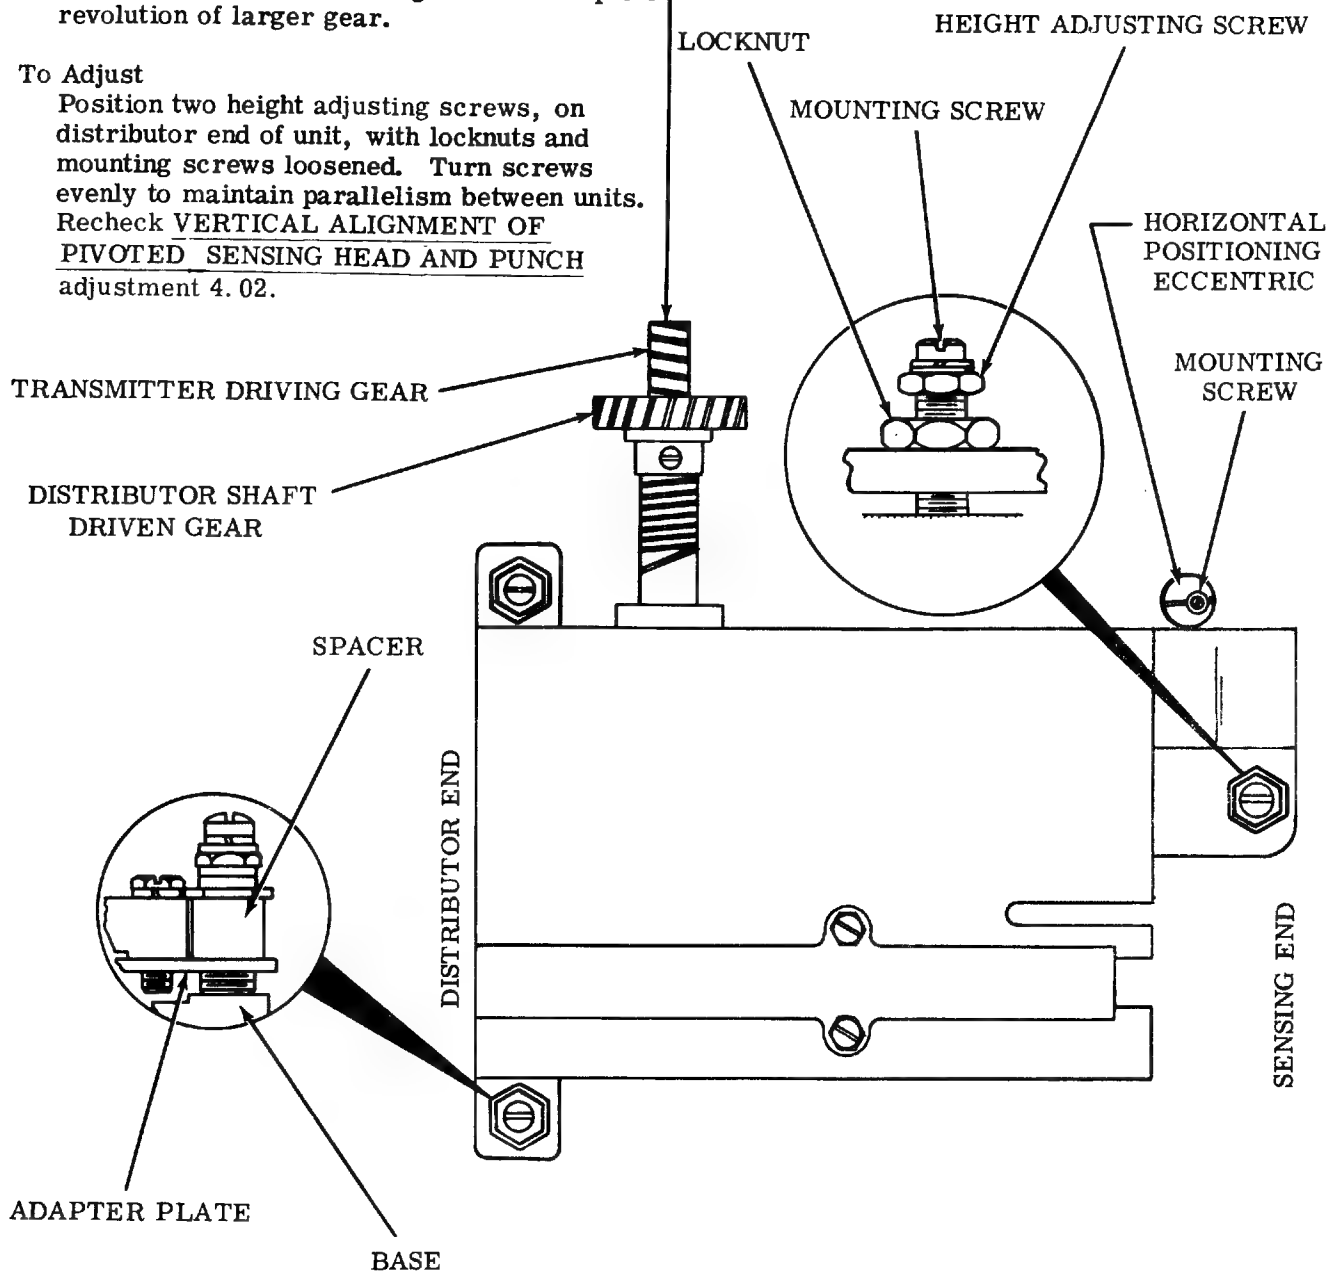 revolution of larger gear.
To Adjust
Position two height adjusting screws, on
distributor end of unit, with locknuts and
mounting screws loosened. Turn screws
evenly to maintain parallelism between units.
Recheck VERTICAL ALIGNMENT OF
PIVOTED SENSING HEAD AND PUNCH
adjustment 4.02.
LOCKNUT
HEIGHT ADJUSTING SCREW
MOUNTING SCREW
HORIZONTAL
POSITIONING
ECCENTRIC
MOUNTING
SCREW
TRANSMITTER DRIVING GEAR
DISTRIBUTOR SHAFT
DRIVEN GEAR
SPACER
DISTRIBUTOR END
SENSING END
ADAPTER PLATE
BASE